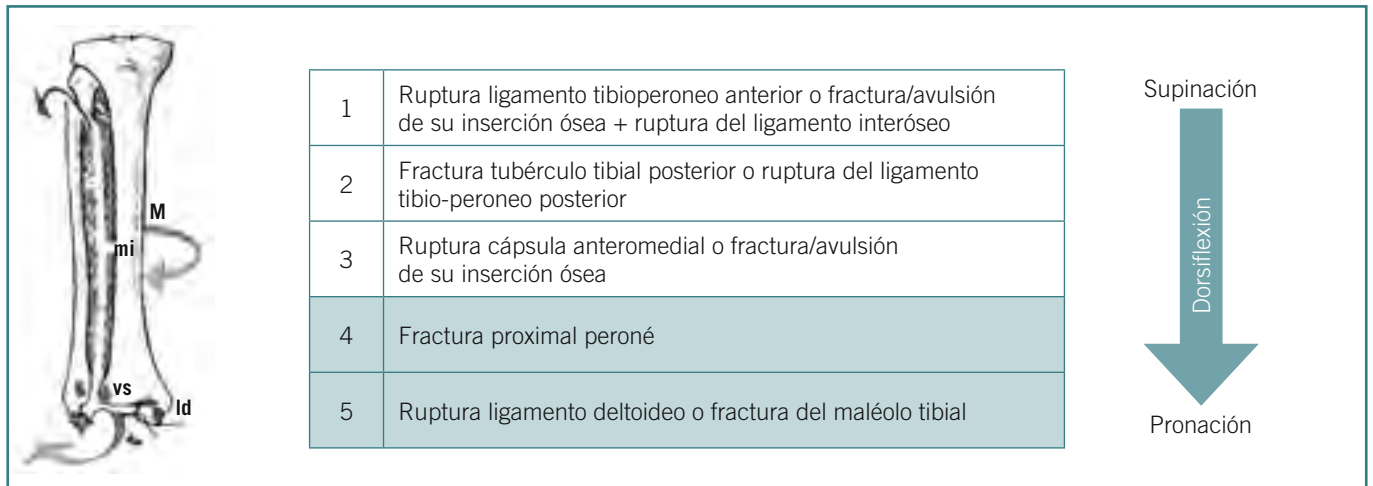 M
mi
vs
ld
1
Ruptura ligamento tibioperoneo anterior o fractura/avulsión
de su inserción ósea + ruptura del ligamento interóseo
2
Fractura tubérculo tibial posterior o ruptura del ligamento
tibio-peroneo posterior
3
Ruptura cápsula anteromedial o fractura/avulsión
de su inserción ósea
4
Fractura proximal peroné
5
Ruptura ligamento deltoideo o fractura del maléolo tibial
Supinación
Dorsiflexión
Pronación